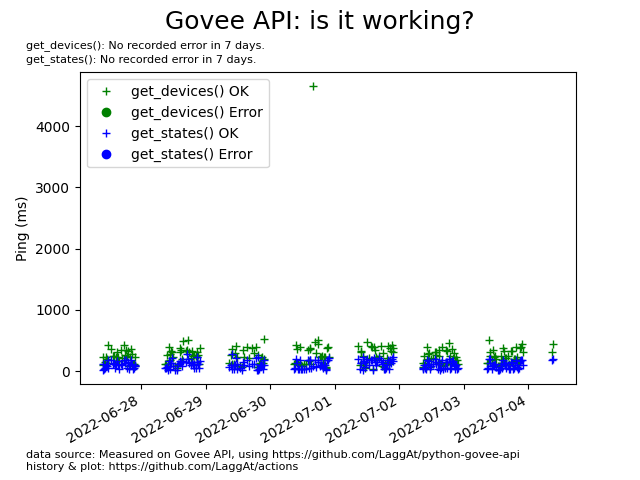 Govee API: is it working?
get_devices(): No recorded error in 7 days.
get_states(): No recorded error in 7 days.
get_devices() OK
get_devices() Error
get_states() OK
get_states() Error
Ping (ms)
4000
3000
2000
1000
0
2022-06-28
2022-06-29
2022-06-30
2022-07-01
2022-07-02
2022-07-03
2022-07-04
data source: Measured on Govee API, using https://github.com/LaggAt/python-govee-api
history & plot: https://github.com/LaggAt/actions